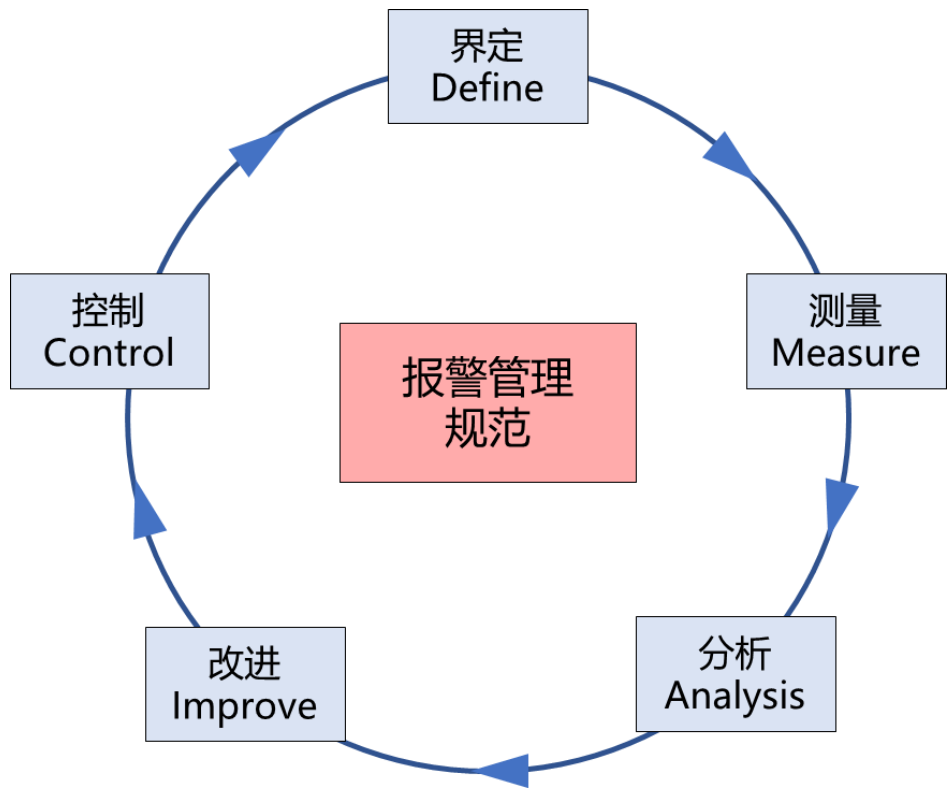 界定
Define
测量
Measure
分析
Analysis
改进
Improve
控制
Control
报警管理
规范